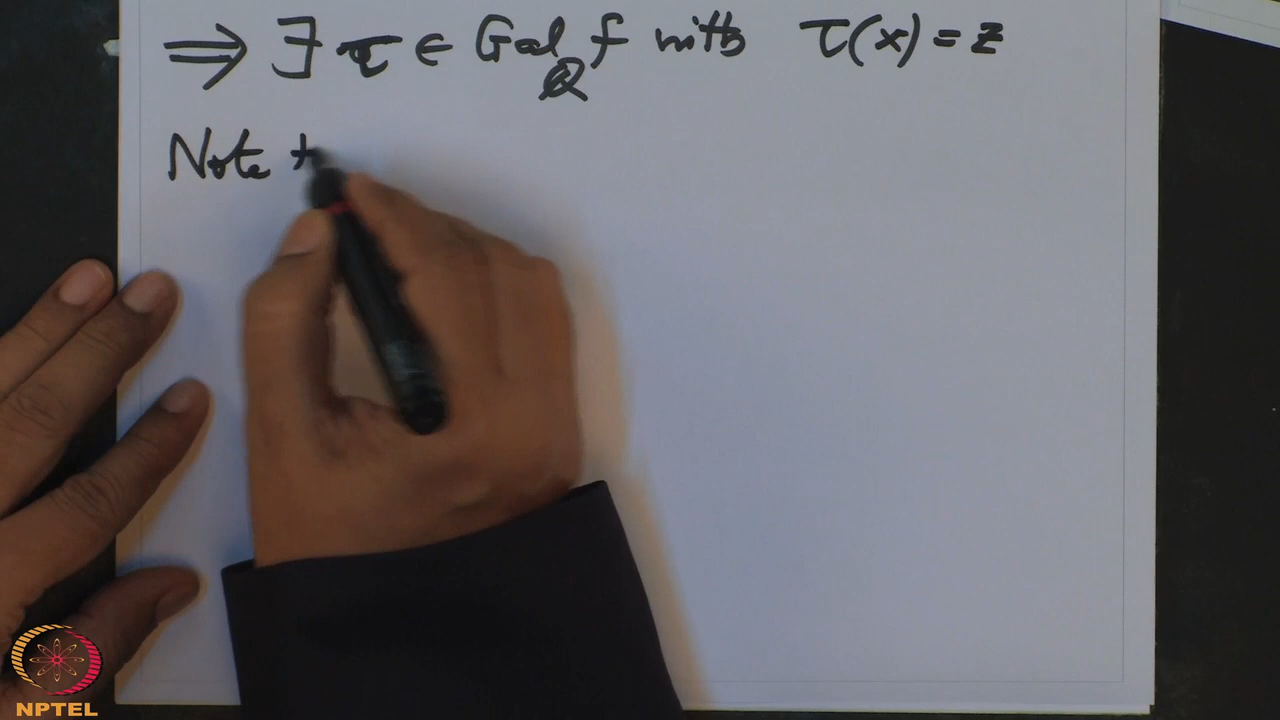 ⟹ ∃ τ ∈ Gal_Q f with τ(x) = z
Note t
NPTEL